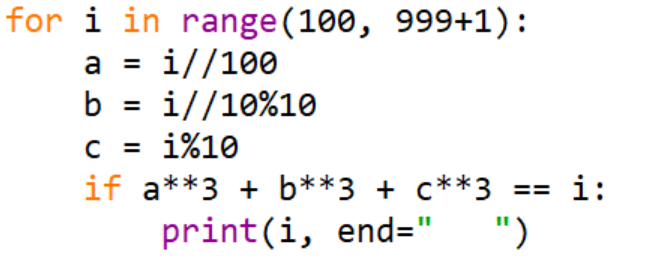 for i in range(100, 999+1):
    a = i//100
    b = i//10%10
    c = i%10
    if a**3 + b**3 + c**3 == i:
        print(i, end="   ")